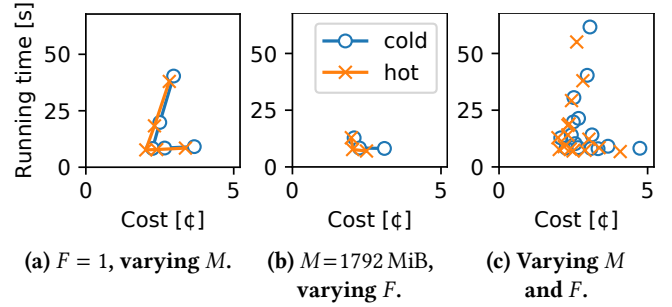 Running time [s]
50
25
0
0
5
Cost [¢]
(a) F = 1, varying M.
cold
hot
50
25
0
0
5
Cost [¢]
(b) M=1792 MiB,
varying F.
50
25
0
0
5
Cost [¢]
(c) Varying M
and F.